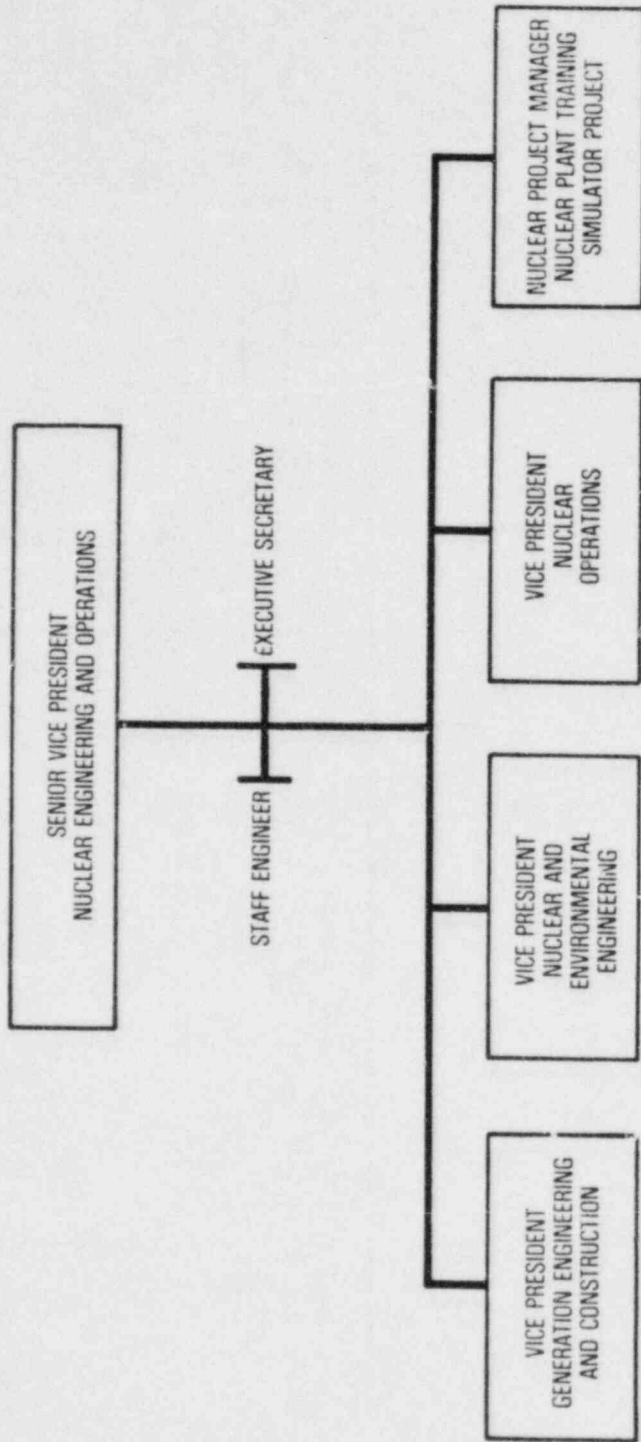 SENIOR VICE PRESIDENT
NUCLEAR ENGINEERING AND OPERATIONS
STAFF ENGINEER
EXECUTIVE SECRETARY
VICE PRESIDENT
GENERATION ENGINEERING
AND CONSTRUCTION
VICE PRESIDENT
NUCLEAR AND
ENVIRONMENTAL
ENGINEERING
VICE PRESIDENT
NUCLEAR
OPERATIONS
NUCLEAR PROJECT MANAGER
NUCLEAR PLANT TRAINING
SIMULATOR PROJECT